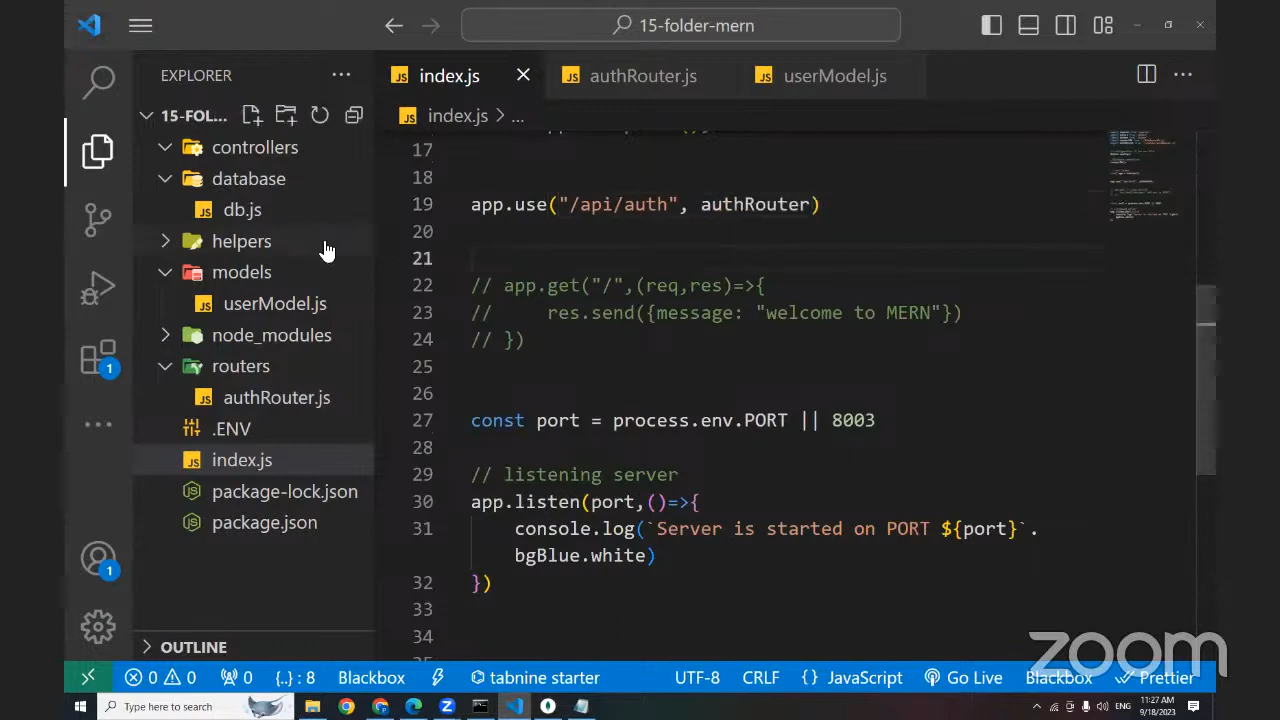 15-folder-mern
EXPLORER
index.js
authRouter.js
userModel.js
15-FOL...
index.js > ...
controllers
database
db.js
helpers
models
userModel.js
node_modules
routers
authRouter.js
.ENV
index.js
package-lock.json
package.json
OUTLINE
17
18
19 app.use("/api/auth", authRouter)
20
21
22 // app.get("/",(req,res)=>{
23 //     res.send({message: "welcome to MERN"})
24 // })
25
26
27 const port = process.env.PORT || 8003
28
29 // listening server
30 app.listen(port,()=>{
31     console.log(`Server is started on PORT ${port}`.
bgBlue.white)
32 })
33
34
1
1
zoom
0 0 0 {..} : 8 Blackbox tabnine starter UTF-8 CRLF {} JavaScript Go Live Blackbox Prettier
Type here to search
ENG
11:27 AM
9/18/2023